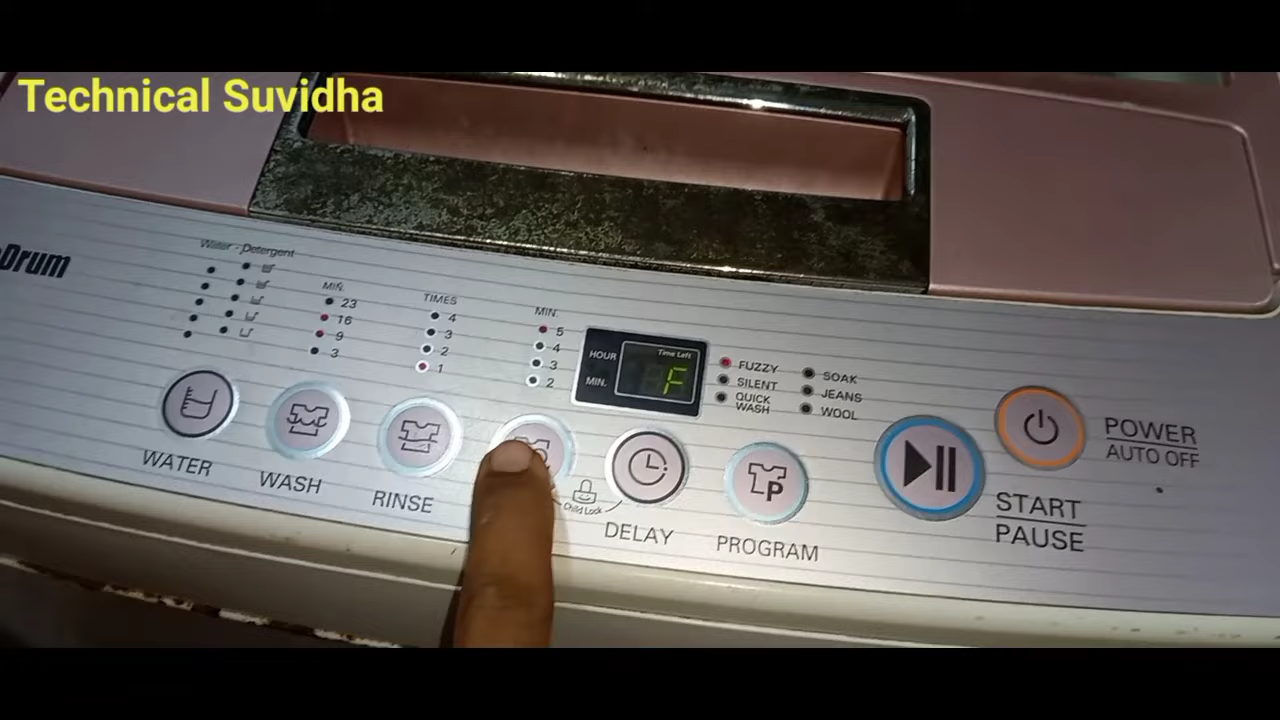 Technical Suvidha
Drum
Water - Detergent
MIN.
23
16
9
3
TIMES
4
3
2
1
MIN.
5
4
3
2
HOUR
MIN.
Time Left
F
FUZZY
SILENT
QUICK
WASH
SOAK
JEANS
WOOL
WATER
WASH
RINSE
Child Lock
DELAY
PROGRAM
START
PAUSE
POWER
AUTO OFF